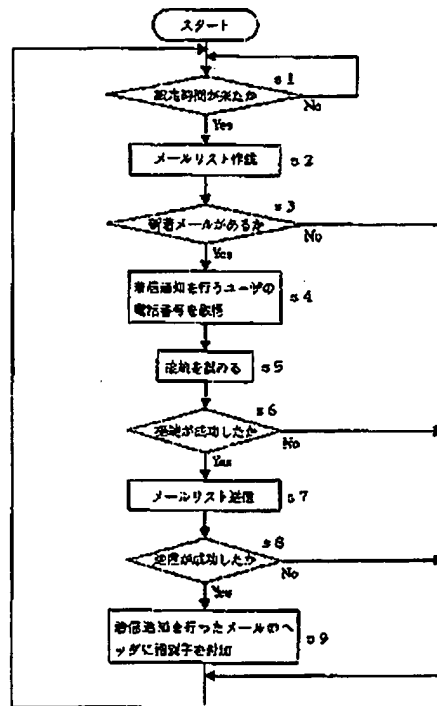 スタート
s1
設定時間が来たか
No
Yes
メールリスト作成
s2
s3
新着メールがあるか
No
Yes
着信通知を行うユーザの
電話番号を取得
s4
接続を試みる
s5
s6
接続が成功したか
No
Yes
メールリスト送信
s7
s8
送信が成功したか
No
Yes
着信通知を行ったメールのヘ
ッダに識別子を付加
s9